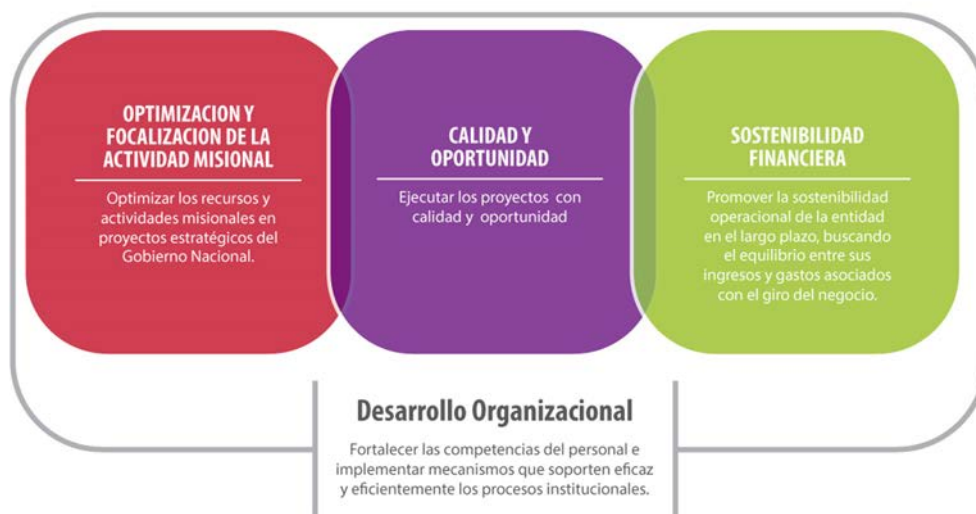 OPTIMIZACION Y
FOCALIZACION DE LA
ACTIVIDAD MISIONAL
Optimizar los recursos y
actividades misionales en
proyectos estratégicos del
Gobierno Nacional.
CALIDAD Y
OPORTUNIDAD
Ejecutar los proyectos con
calidad y oportunidad
SOSTENIBILIDAD
FINANCIERA
Promover la sostenibilidad
operacional de la entidad
en el largo plazo, buscando
el equilibrio entre sus
ingresos y gastos asociados
con el giro del negocio.
Desarrollo Organizacional
Fortalecer las competencias del personal e
implementar mecanismos que soporten eficaz
y eficientemente los procesos institucionales.